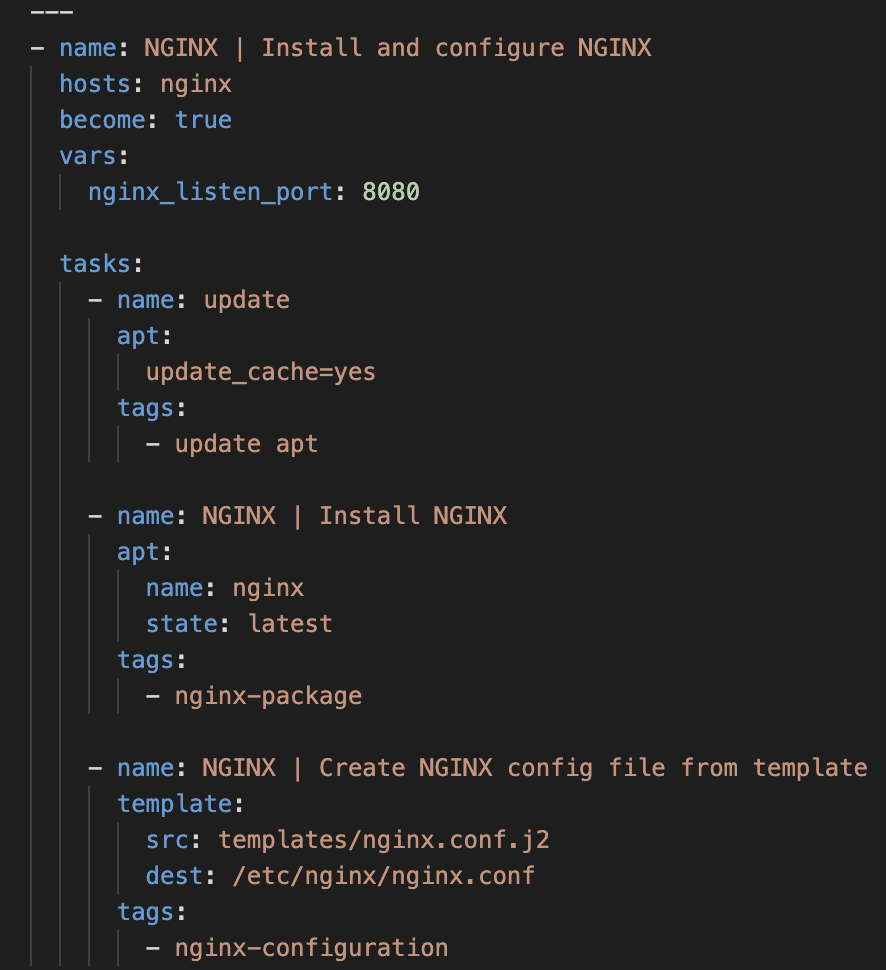 ---
- name: NGINX | Install and configure NGINX
  hosts: nginx
  become: true
  vars:
    nginx_listen_port: 8080

  tasks:
    - name: update
      apt:
        update_cache=yes
      tags:
        - update apt

    - name: NGINX | Install NGINX
      apt:
        name: nginx
        state: latest
      tags:
        - nginx-package

    - name: NGINX | Create NGINX config file from template
      template:
        src: templates/nginx.conf.j2
        dest: /etc/nginx/nginx.conf
      tags:
        - nginx-configuration